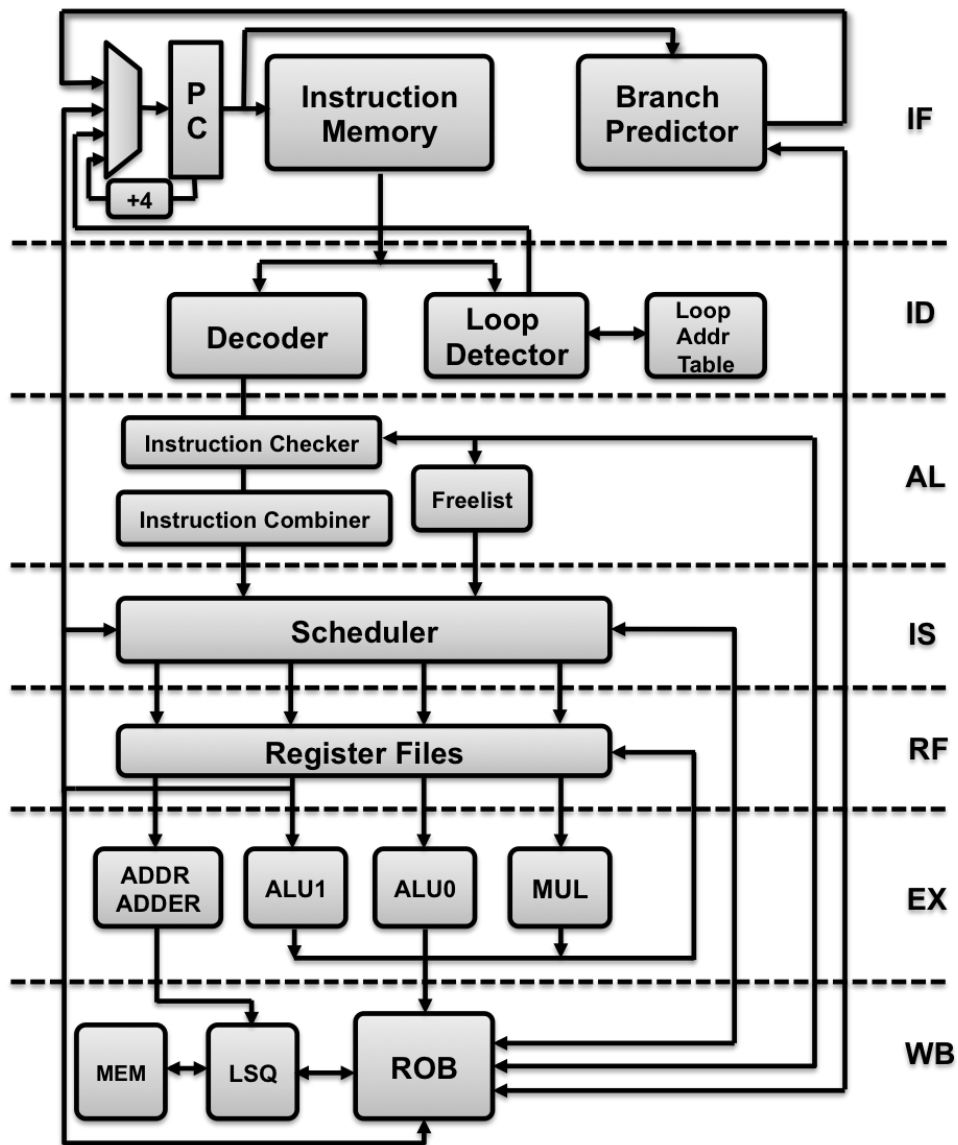 P
C
Instruction
Memory
Branch
Predictor
IF
+4
Decoder
Loop
Detector
Loop
Addr
Table
ID
Instruction Checker
Instruction Combiner
Freelist
AL
Scheduler
IS
Register Files
RF
ADDR
ADDER
ALU1
ALU0
MUL
EX
MEM
LSQ
ROB
WB